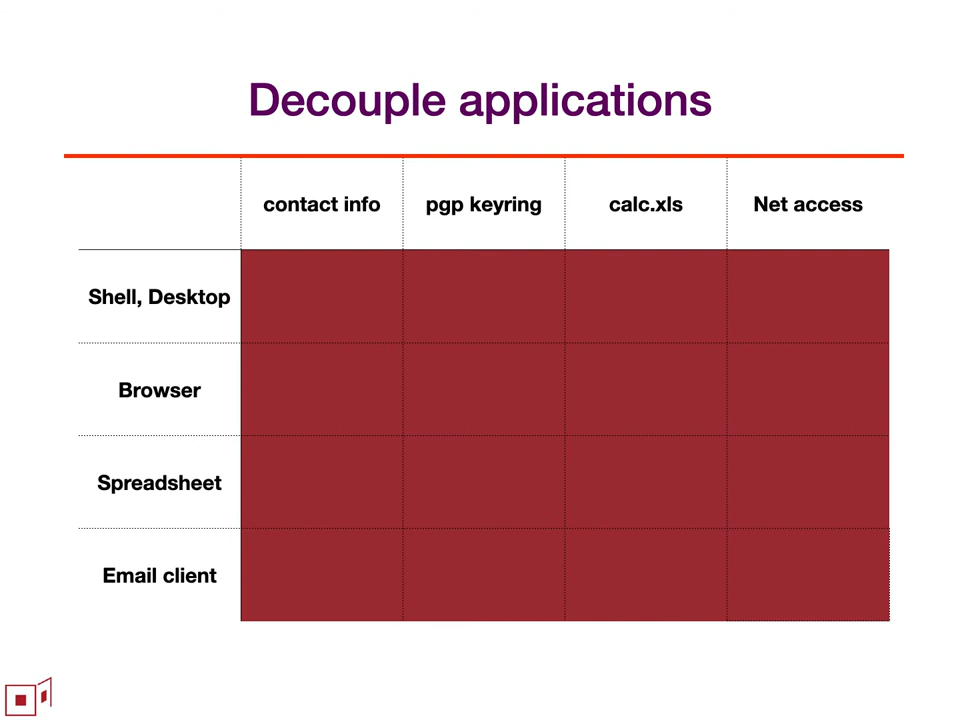 Decouple applications
contact info pgp keyring calc.xls Net access
Shell, Desktop
Browser
Spreadsheet
Email client